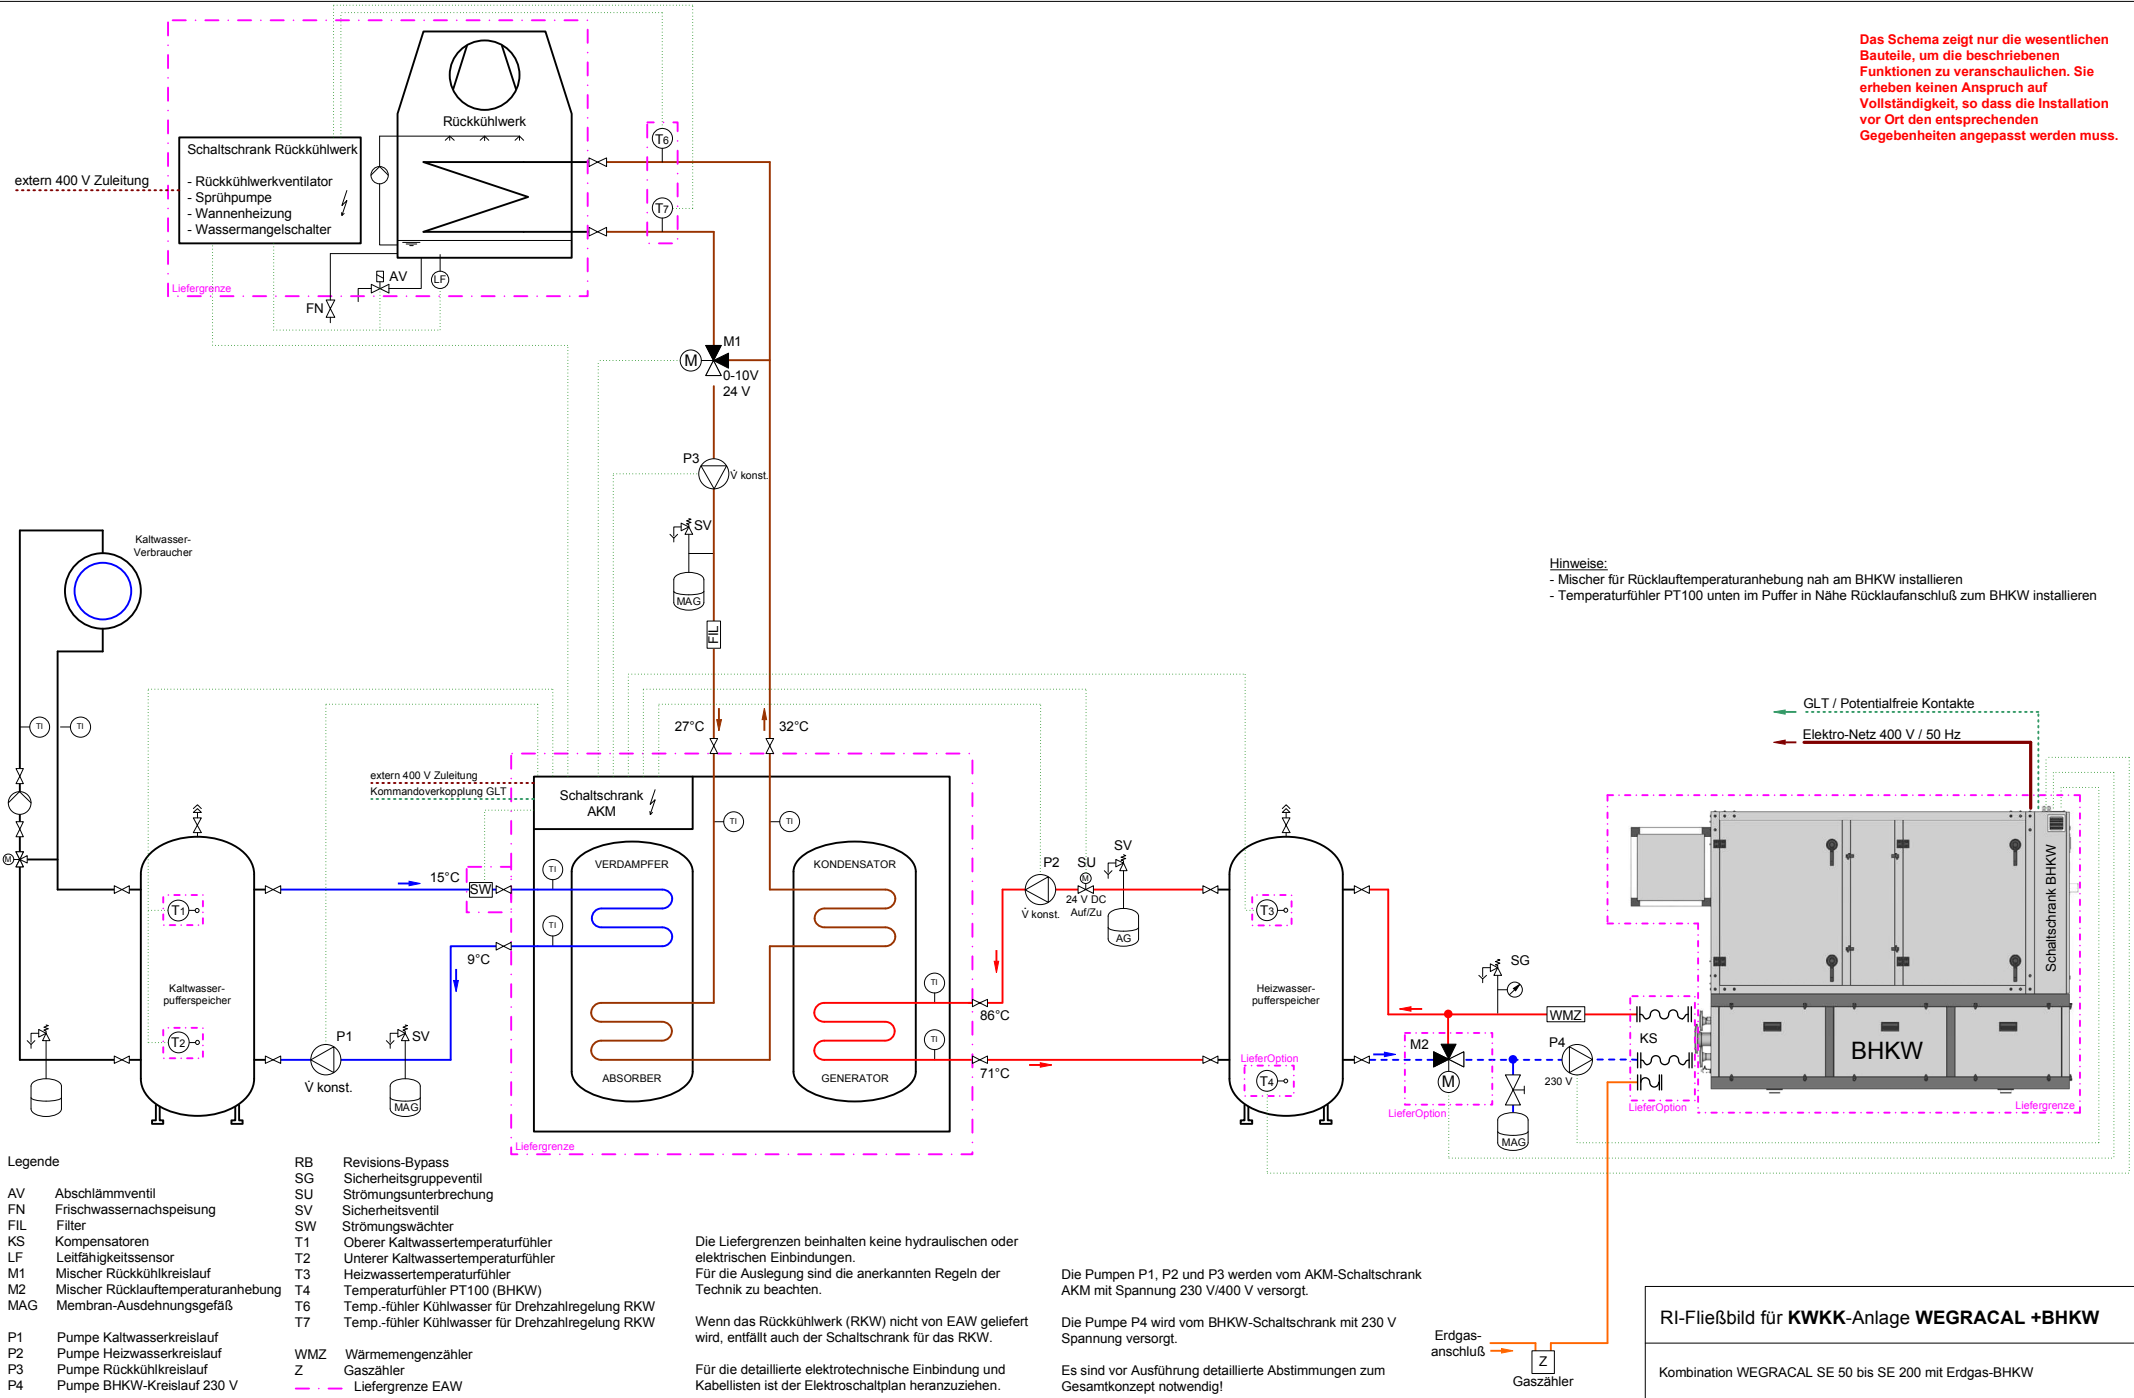 Das Schema zeigt nur die wesentlichen
Bauteile, um die beschriebenen
Funktionen zu veranschaulichen. Sie
erheben keinen Anspruch auf
Vollständigkeit, so dass die Installation
vor Ort den entsprechenden
Gegebenheiten angepasst werden muss.
Rückkühlwerk
Schaltschrank Rückkühlwerk
- Rückkühlwerkventilator
- Sprühpumpe
- Wannenheizung
- Wassermangelschalter
extern 400 V Zuleitung
T6
T7
AV
LF
FN
Liefergrenze
M1
M
0-10V
24 V
P3
V̇ konst.
SV
MAG
FIL
27°C
32°C
Kaltwasser-
Verbraucher
TI
TI
M
Hinweise:
- Mischer für Rücklauftemperaturanhebung nah am BHKW installieren
- Temperaturfühler PT100 unten im Puffer in Nähe Rücklaufanschluß zum BHKW installieren
GLT / Potentialfreie Kontakte
Elektro-Netz 400 V / 50 Hz
extern 400 V Zuleitung
Kommandoverkopplung GLT
Schaltschrank
AKM
TI
TI
VERDAMPFER
KONDENSATOR
TI
TI
TI
TI
ABSORBER
GENERATOR
15°C
SW
9°C
T1
Kaltwasser-
pufferspeicher
T2
P1
V̇ konst.
SV
MAG
Liefergrenze
86°C
71°C
P2
V̇ konst.
SU
M
24 V DC
Auf/Zu
SV
AG
T3
Heizwasser-
pufferspeicher
LieferOption
T4
SG
WMZ
M2
M
LieferOption
MAG
P4
230 V
KS
LieferOption
Schaltschrank BHKW
BHKW
Liefergrenze
Legende
AV Abschlämmventil
FN Frischwassernachspeisung
FIL Filter
KS Kompensatoren
LF Leitfähigkeitssensor
M1 Mischer Rückkühlkreislauf
M2 Mischer Rücklauftemperaturanhebung
MAG Membran-Ausdehnungsgefäß
P1 Pumpe Kaltwasserkreislauf
P2 Pumpe Heizwasserkreislauf
P3 Pumpe Rückkühlkreislauf
P4 Pumpe BHKW-Kreislauf 230 V
RB Revisions-Bypass
SG Sicherheitsgruppeventil
SU Strömungsunterbrechung
SV Sicherheitsventil
SW Strömungswächter
T1 Oberer Kaltwassertemperaturfühler
T2 Unterer Kaltwassertemperaturfühler
T3 Heizwassertemperaturfühler
T4 Temperaturfühler PT100 (BHKW)
T6 Temp.-fühler Kühlwasser für Drehzahlregelung RKW
T7 Temp.-fühler Kühlwasser für Drehzahlregelung RKW
WMZ Wärmemengenzähler
Z Gaszähler
Liefergrenze EAW
Die Liefergrenzen beinhalten keine hydraulischen oder
elektrischen Einbindungen.
Für die Auslegung sind die anerkannten Regeln der
Technik zu beachten.
Wenn das Rückkühlwerk (RKW) nicht von EAW geliefert
wird, entfällt auch der Schaltschrank für das RKW.
Für die detaillierte elektrotechnische Einbindung und
Kabellisten ist der Elektroschaltplan heranzuziehen.
Die Pumpen P1, P2 und P3 werden vom AKM-Schaltschrank
AKM mit Spannung 230 V/400 V versorgt.
Die Pumpe P4 wird vom BHKW-Schaltschrank mit 230 V
Spannung versorgt.
Es sind vor Ausführung detaillierte Abstimmungen zum
Gesamtkonzept notwendig!
Erdgas-
anschluß
Z
Gaszähler
RI-Fließbild für KWKK-Anlage WEGRACAL +BHKW
Kombination WEGRACAL SE 50 bis SE 200 mit Erdgas-BHKW